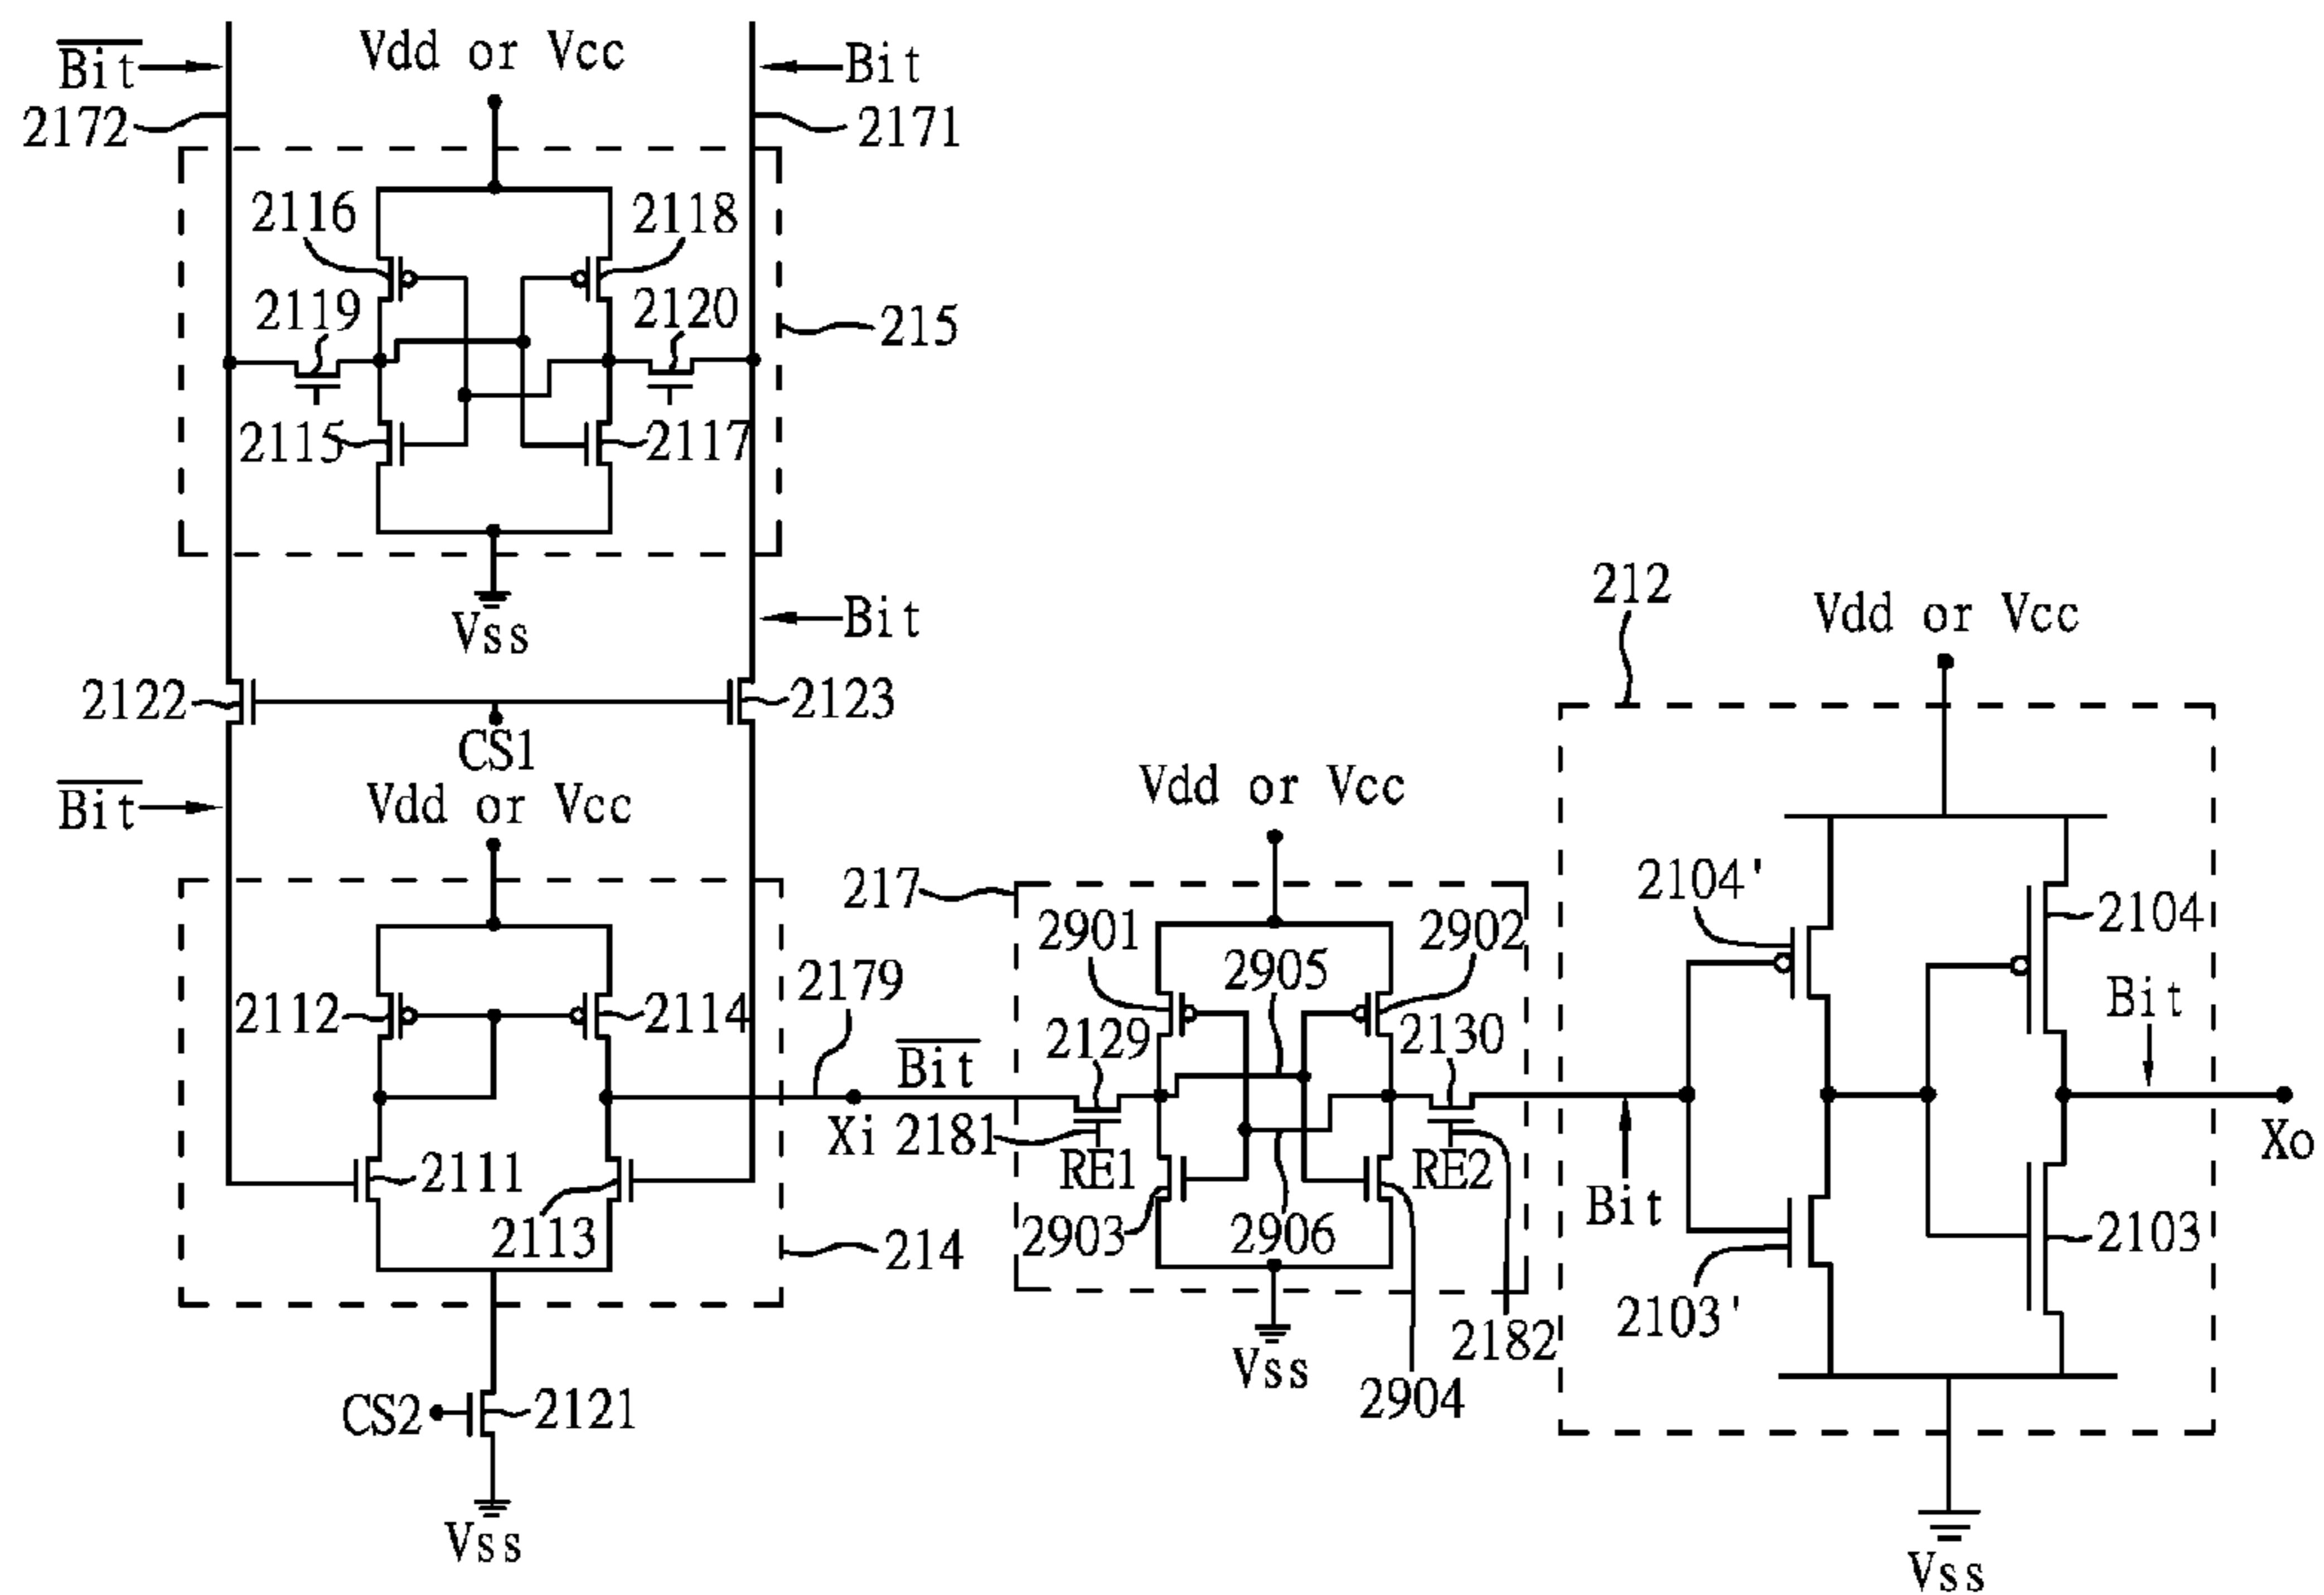 Bit
Vdd or Vcc
Bit
2172
2171
2116
2118
2119
2120
215
2115
2117
Vss
Bit
212
Vdd or Vcc
2122
2123
CS1
Bit
Vdd or Vcc
Vdd or Vcc
217
2104'
2901
2902
2104
2905
2179
Bit
2112
2114
2129
2130
Bit
Xi
2181
RE1
RE2
Xo
2111
Bit
2113
2903
2906
2103
214
2103'
2182
Vss
2904
CS2
2121
Vss
Vss